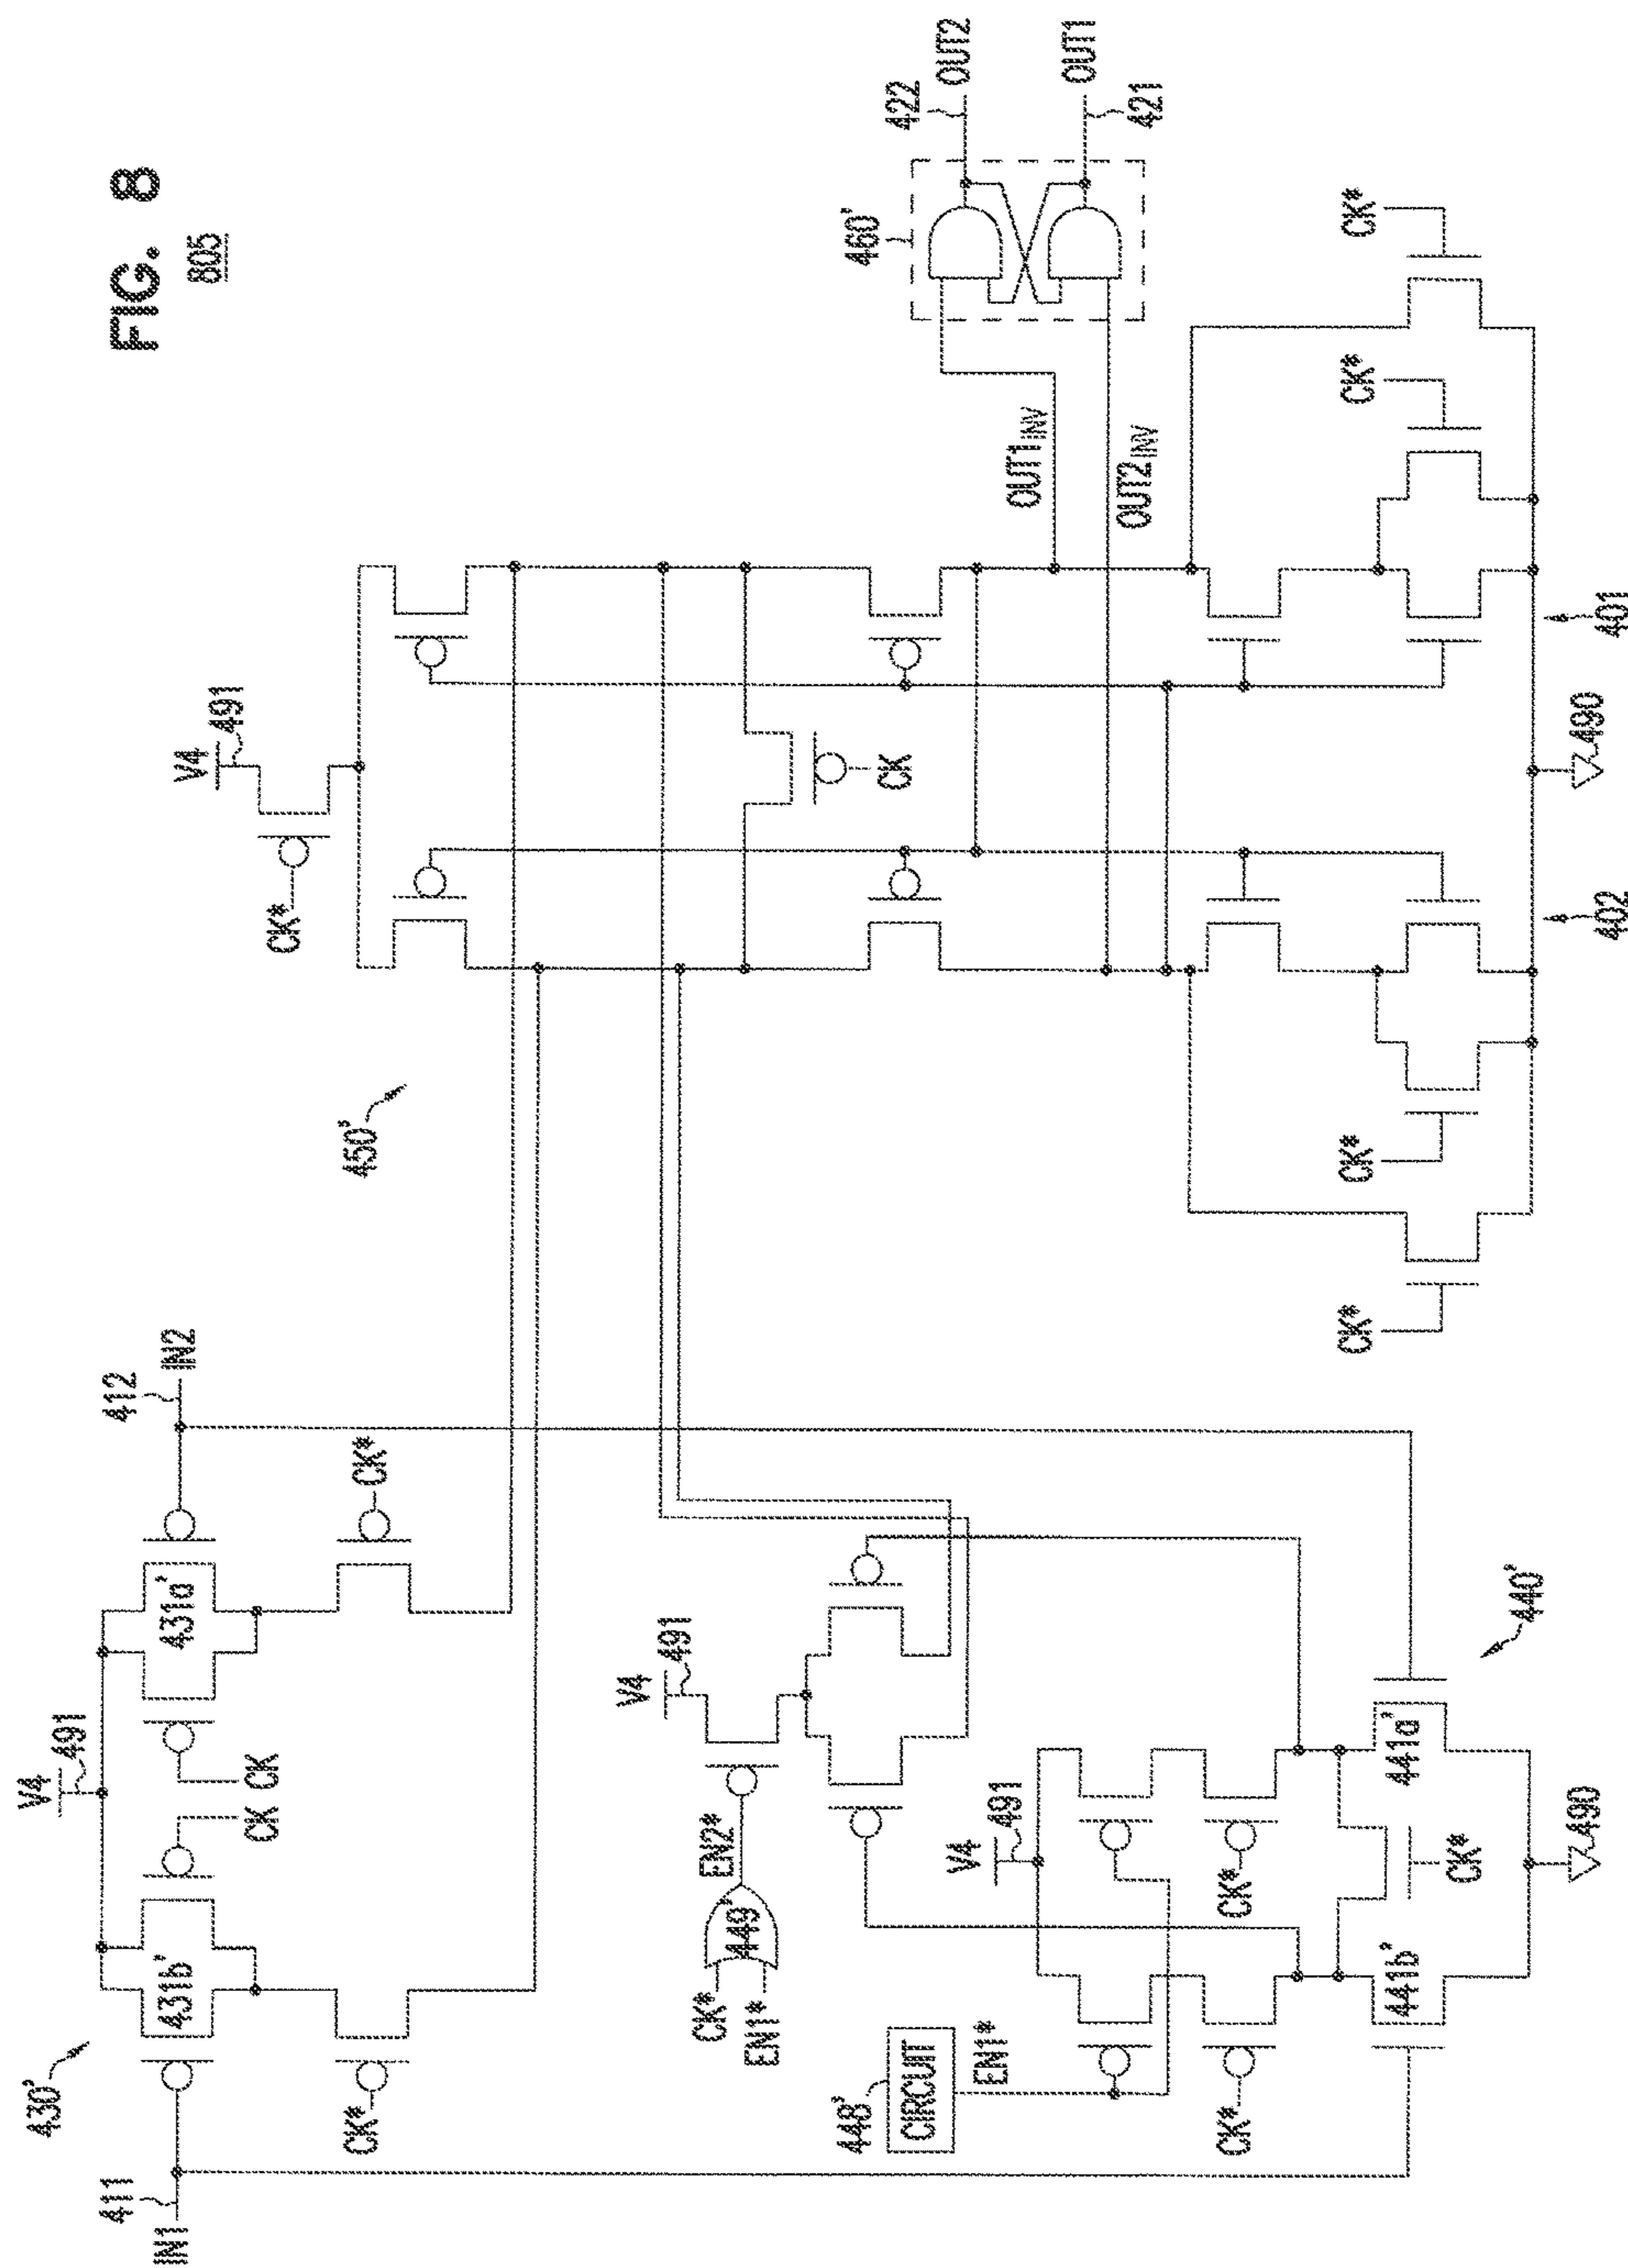 FIG. 8
805
IN1
411
430'
431b'
V4
491
CK
CK
431a'
412
IN2
CK*
CK*
450'
CK*
V4
491
CK
401
402
490
CK*
CK*
CK*
CK*
OUT1INV
OUT2INV
460'
422
OUT2
421
OUT1
V4
491
EN2*
449'
CK*
EN1*
448'
CIRCUIT
EN1*
V4
491
CK*
CK*
441b'
441a'
CK*
440'
490